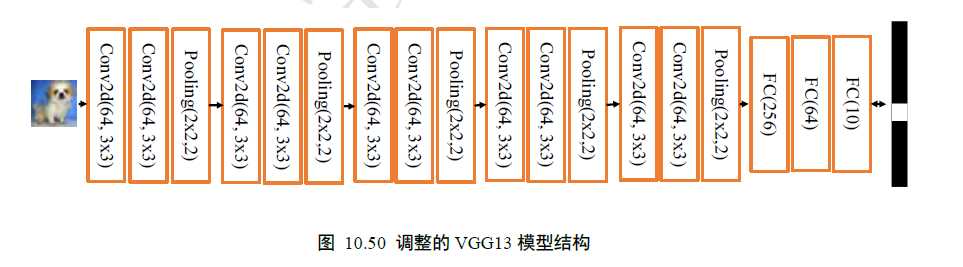 Conv2d(64, 3x3)
Conv2d(64, 3x3)
Pooling(2x2,2)
Conv2d(64, 3x3)
Conv2d(64, 3x3)
Pooling(2x2,2)
Conv2d(64, 3x3)
Conv2d(64, 3x3)
Pooling(2x2,2)
Conv2d(64, 3x3)
Conv2d(64, 3x3)
Pooling(2x2,2)
Conv2d(64, 3x3)
Conv2d(64, 3x3)
Pooling(2x2,2)
FC(256)
FC(64)
FC(10)
图 10.50 调整的 VGG13 模型结构